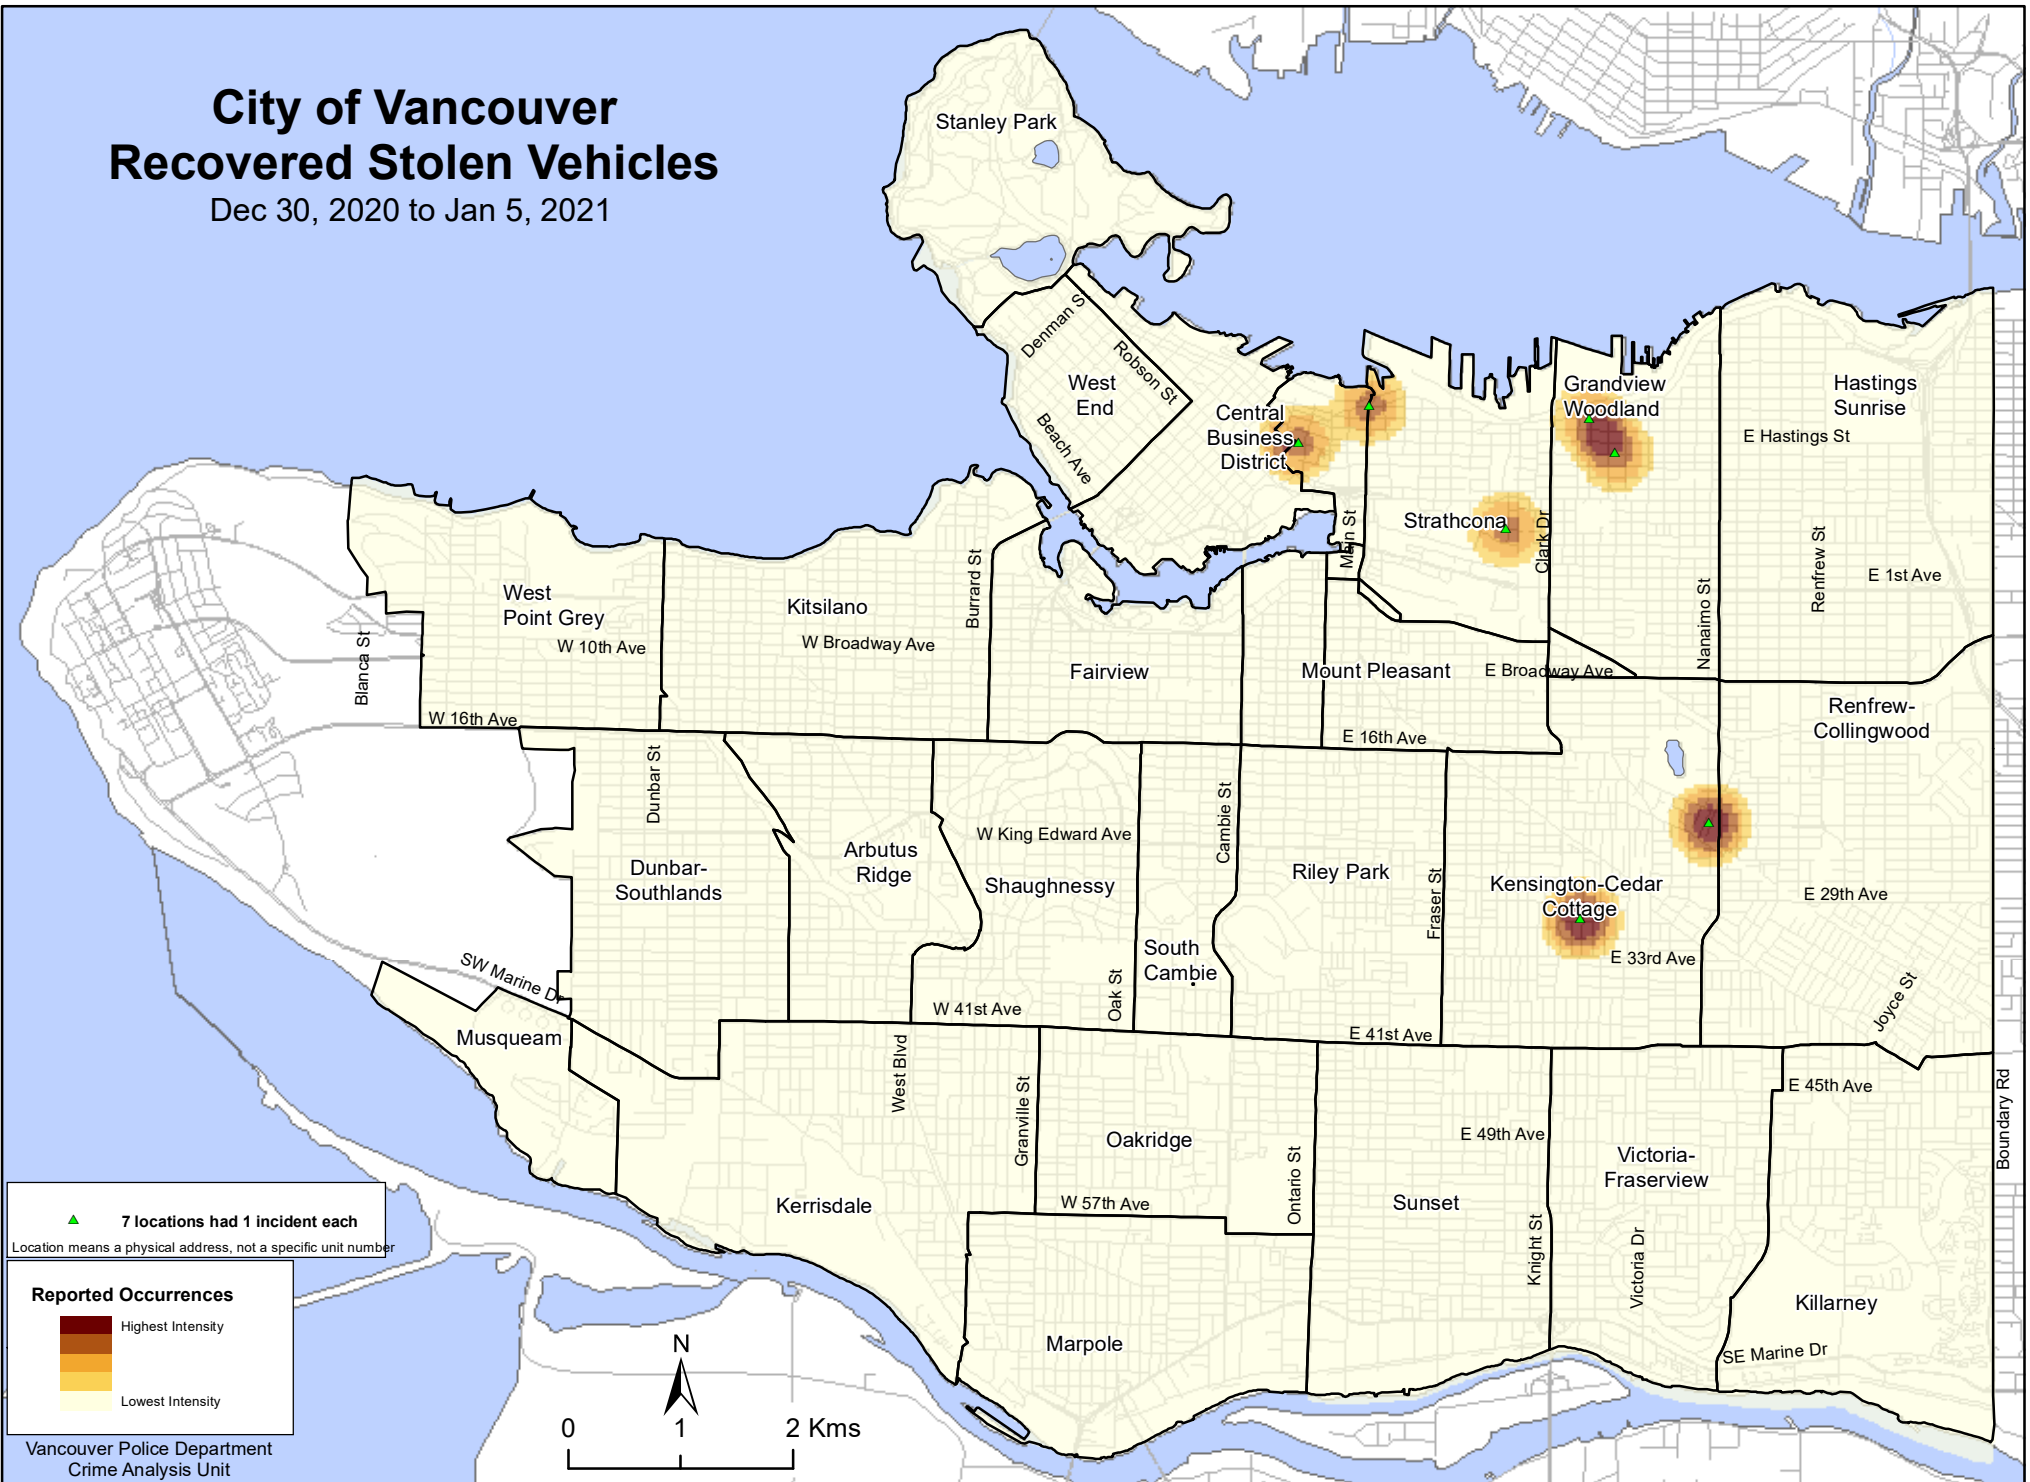 City of Vancouver
Recovered Stolen Vehicles
Dec 30, 2020 to Jan 5, 2021
Stanley Park
Denman S
Robson St
West
End
Beach Ave
Central
Business
District
Grandview
Woodland
Hastings
Sunrise
E Hastings St
Strathcona
Main St
Clark Dr
Nanaimo St
Renfrew St
E 1st Ave
West
Point Grey
W 10th Ave
Blanca St
W 16th Ave
Kitsilano
W Broadway Ave
Burrard St
Fairview
Mount Pleasant
E Broadway Ave
E 16th Ave
Renfrew-
Collingwood
Dunbar St
Dunbar-
Southlands
Arbutus
Ridge
W King Edward Ave
Shaughnessy
Cambie St
Riley Park
Fraser St
Kensington-Cedar
Cottage
E 29th Ave
E 33rd Ave
South
Cambie
Oak St
W 41st Ave
E 41st Ave
Joyce St
SW Marine Dr
Musqueam
West Blvd
Granville St
Oakridge
Ontario St
W 57th Ave
Kerrisdale
E 49th Ave
E 45th Ave
Boundary Rd
Sunset
Knight St
Victoria-
Fraserview
Victoria Dr
Killarney
SE Marine Dr
Marpole
7 locations had 1 incident each
Location means a physical address, not a specific unit number
Reported Occurrences
Highest Intensity
Lowest Intensity
Vancouver Police Department
Crime Analysis Unit
N
0 1 2 Kms